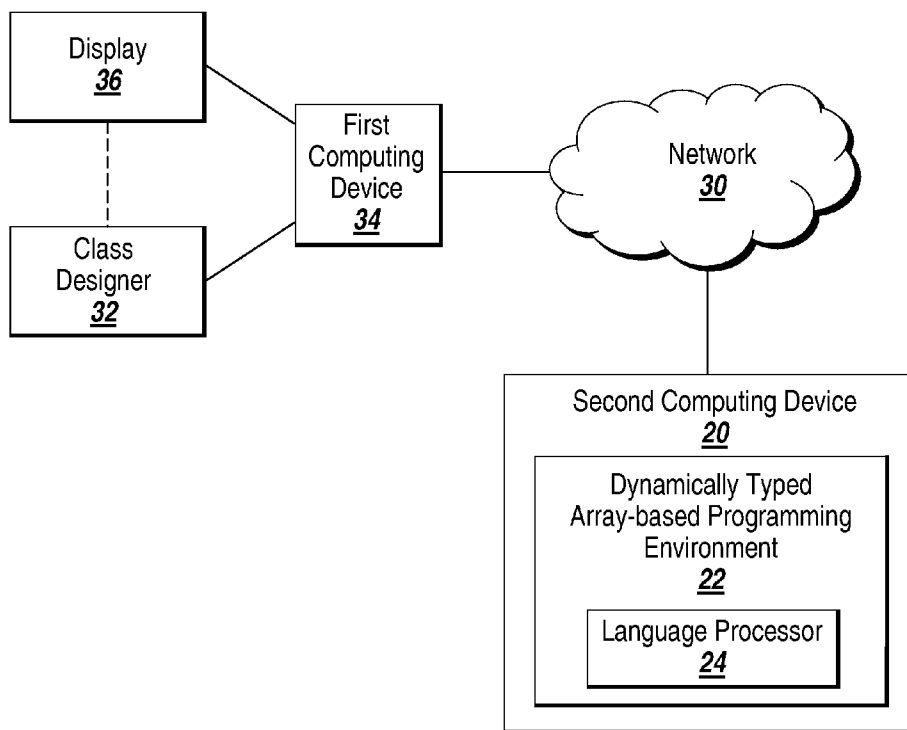 Display
36
First
Computing
Device
34
Network
30
Class
Designer
32
Second Computing Device
20
Dynamically Typed
Array-based Programming
Environment
22
Language Processor
24